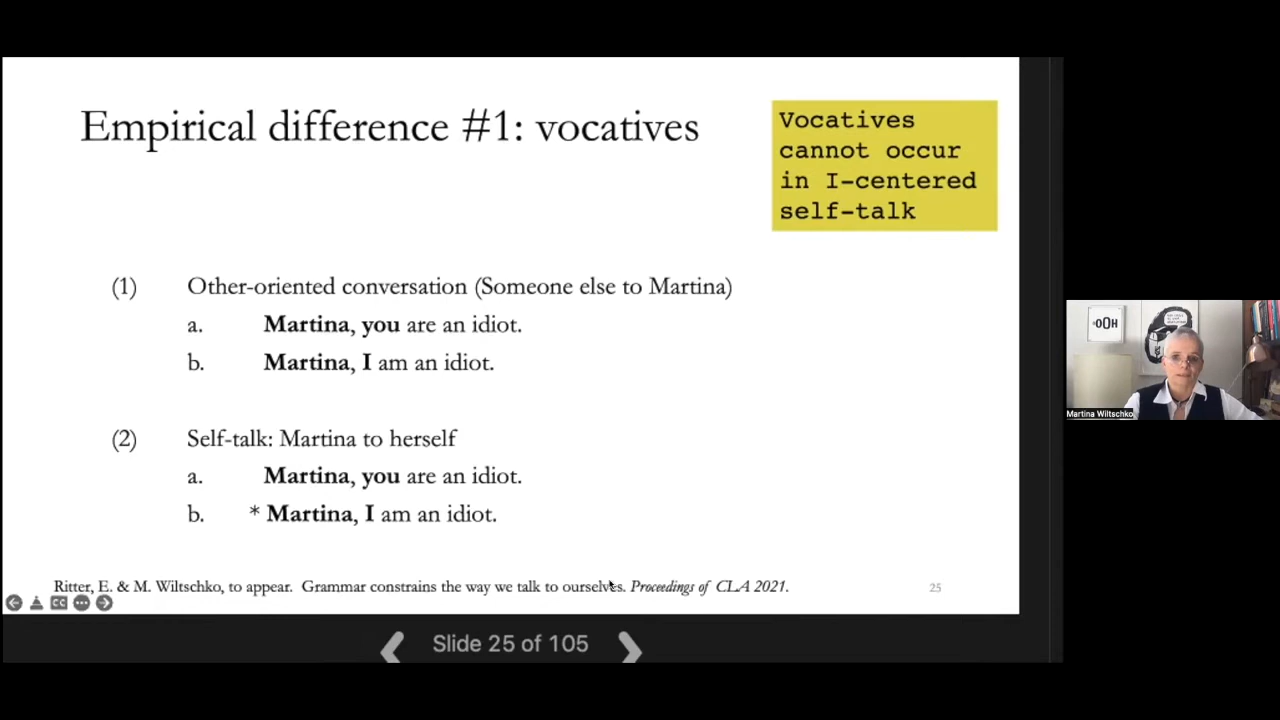 Empirical difference #1: vocatives
Vocatives
cannot occur
in I-centered
self-talk
(1) Other-oriented conversation (Someone else to Martina)
a. Martina, you are an idiot.
b. Martina, I am an idiot.
(2) Self-talk: Martina to herself
a. Martina, you are an idiot.
b. * Martina, I am an idiot.
Ritter, E. & M. Wiltschko, to appear. Grammar constrains the way we talk to ourselves. Proceedings of CLA 2021.
25
CC
Slide 25 of 105
OOH
Martina Wiltschko